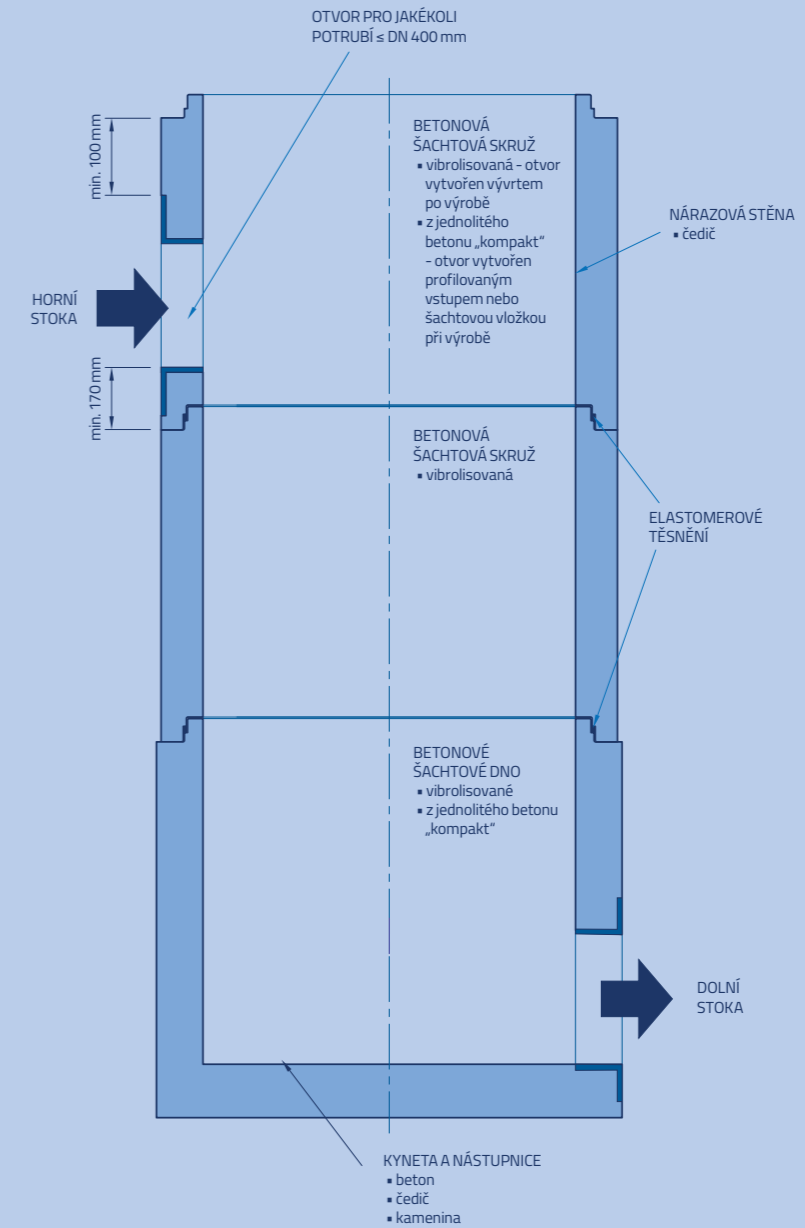 OTVOR PRO JAKÉKOLI
POTRUBÍ ≤ DN 400 mm
min. 100 mm
BETONOVÁ
ŠACHTOVÁ SKRUŽ
▪ vibrolisovaná - otvor
vytvořen vývrtem
po výrobě
▪ z jednolitého
betonu „kompakt“
- otvor vytvořen
profilovaným
vstupem nebo
šachtovou vložkou
při výrobě
NÁRAZOVÁ STĚNA
▪ čedič
HORNÍ
STOKA
min. 170 mm
BETONOVÁ
ŠACHTOVÁ SKRUŽ
▪ vibrolisovaná
ELASTOMEROVÉ
TĚSNĚNÍ
BETONOVÉ
ŠACHTOVÉ DNO
▪ vibrolisované
▪ z jednolitého betonu
„kompakt“
DOLNÍ
STOKA
KYNETA A NÁSTUPNICE
▪ beton
▪ čedič
▪ kamenina